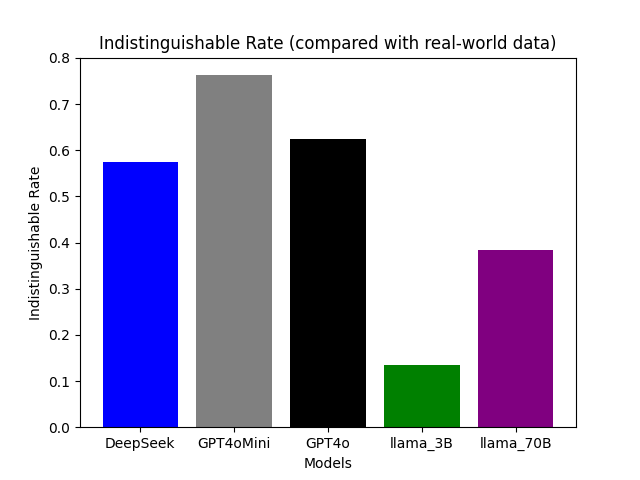 Indistinguishable Rate (compared with real-world data)
Indistinguishable Rate
0.8
0.7
0.6
0.5
0.4
0.3
0.2
0.1
0.0
DeepSeek GPT4oMini GPT4o llama_3B llama_70B
Models